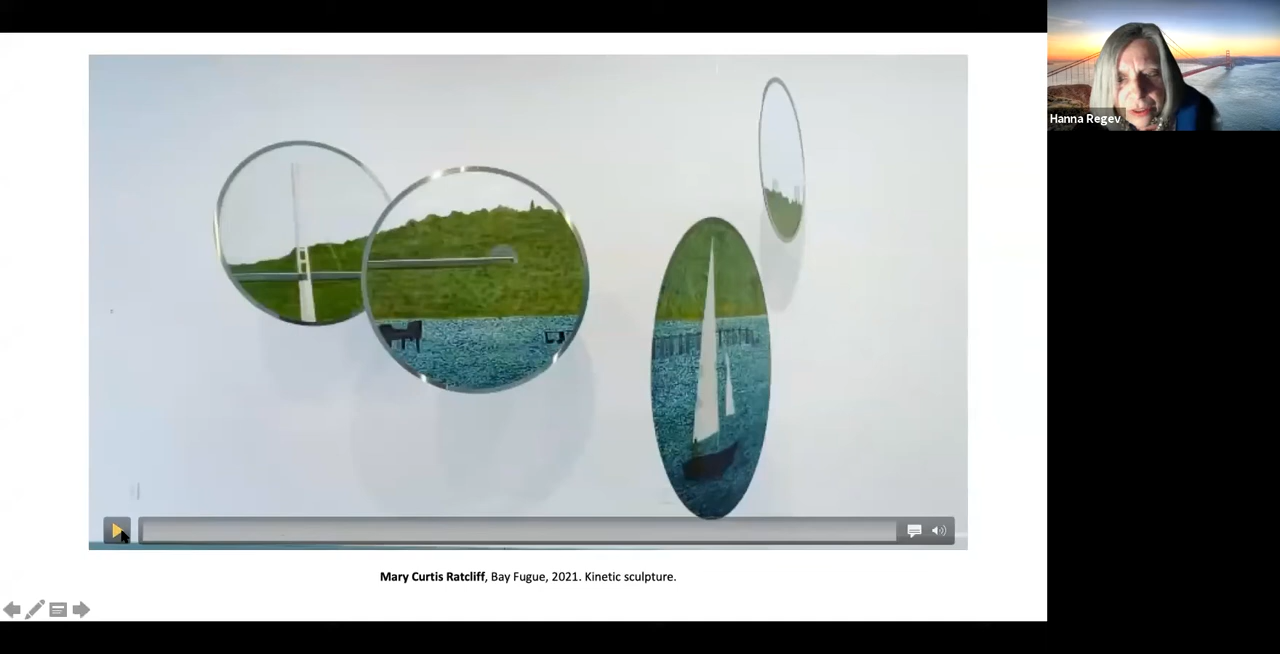 Hanna Regev
Mary Curtis Ratcliff, Bay Fugue, 2021. Kinetic sculpture.